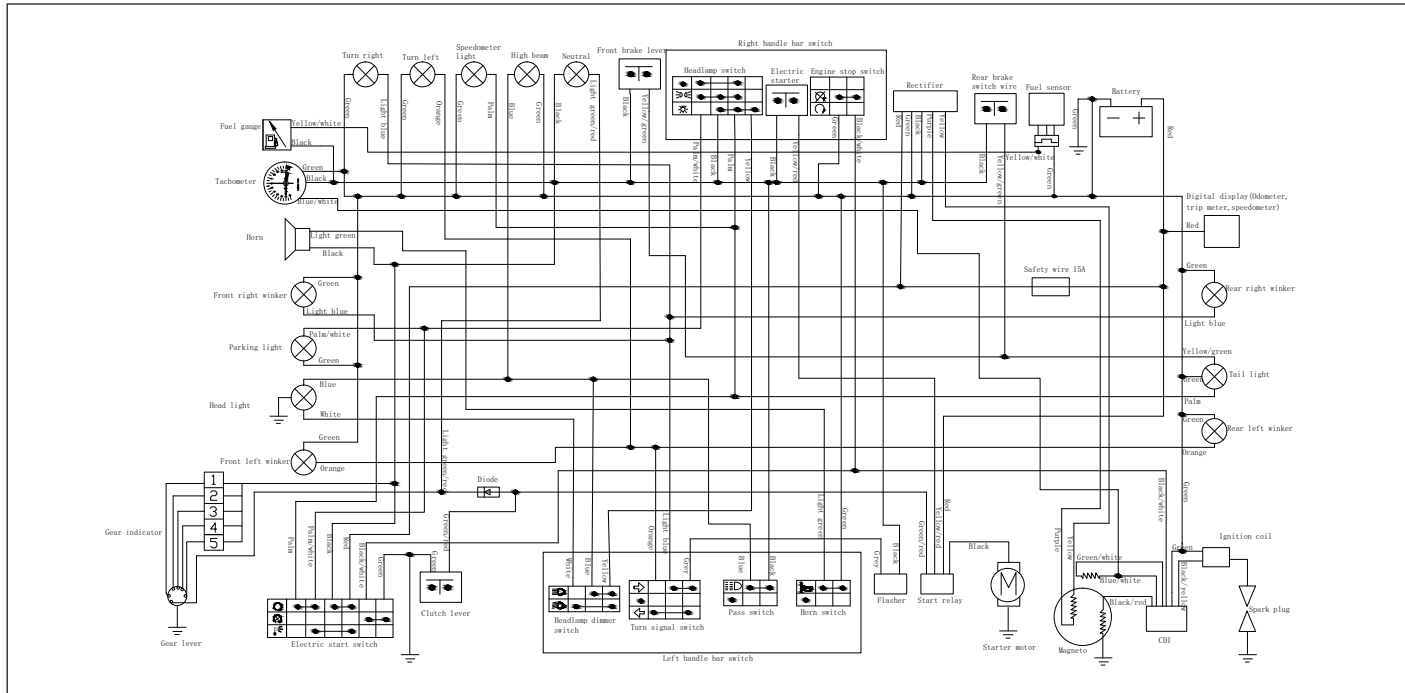 Right handle bar switch
Turn right
Turn left
Speedometer
light
High beam
Neutral
Front brake lever
Headlamp switch
Electric
starter
Engine stop switch
Rectifier
Rear brake
switch wire
Fuel sensor
Battery
Green
Light blue
Green
Orange
Green
Palm
Blue
Green
Black
Light green/red
Black
Yellow/green
Palm/white
Black
Palm
Yellow
Black
Yellow/red
Green
Black/white
Red
Green
Black
Purple
Yellow
Black
Yellow/green
Yellow/white
Green
Green
Red
Fuel gauge
Yellow/white
Black
Tachometer
Green
Black
Blue/white
Horn
Light green
Black
Digital display(Odometer,
trip meter,speedometer)
Red
Safety wire 15A
Front right winker
Green
Light blue
Green
Rear right winker
Light blue
Parking light
Palm/white
Green
Yellow/green
Tail light
Green
Palm
Head light
Blue
White
Green
Rear left winker
Orange
Front left winker
Green
Orange
Light green/red
Diode
Gear indicator
1
2
3
4
5
Gear lever
Palm
Palm/white
Black
Red
Black/white
Green
Electric start switch
Green
Green/red
Clutch lever
White
Blue
Yellow
Headlamp dimmer
switch
Orange
Light blue
Grey
Turn signal switch
Blue
Black
Pass switch
Light green
Green
Horn switch
Left handle bar switch
Grey
Black
Flasher
Green/red
Yellow/red
Red
Start relay
Black
M
Starter motor
Purple
Yellow
Green/white
Blue/white
Black/red
Magneto
Black/white
Green
Green
Black/yellow
CDI
Ignition coil
Spark plug